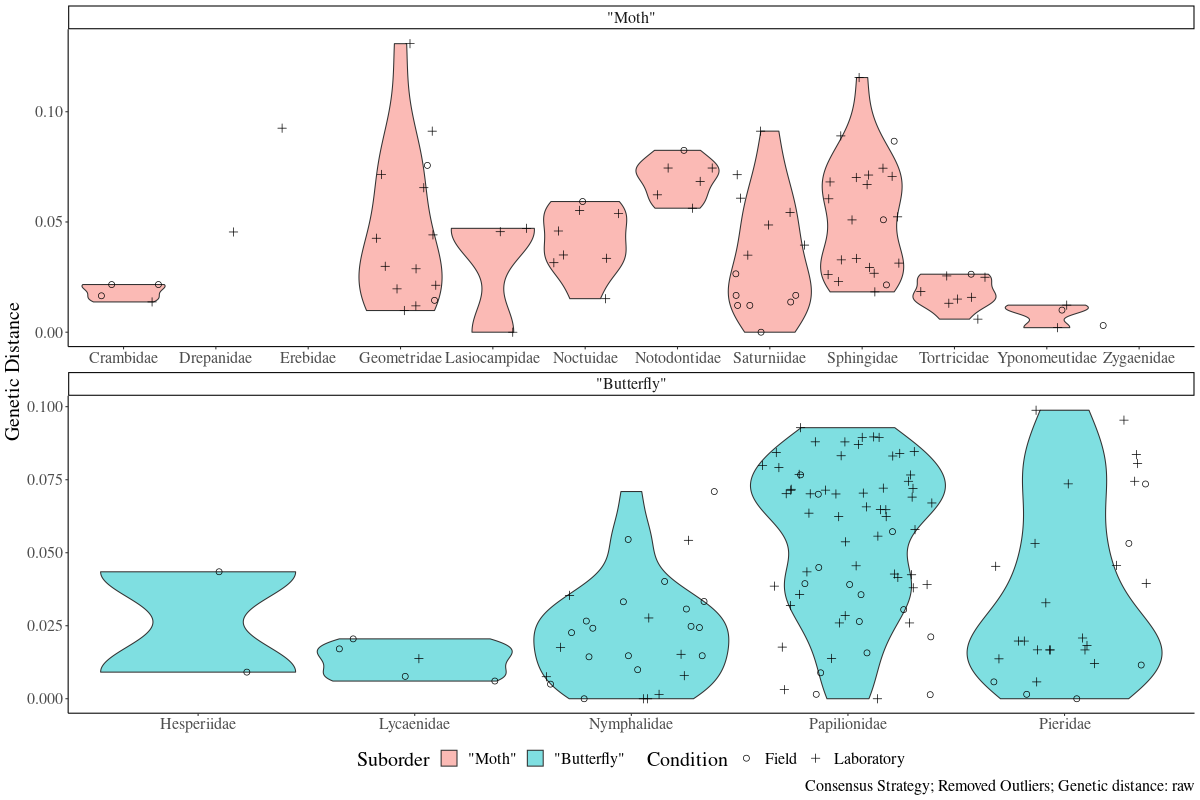 "Moth"
0.10
0.05
0.00
Crambidae Drepanidae Erebidae Geometridae Lasiocampidae Noctuidae Notodontidae Saturniidae Sphingidae Tortricidae Yponomeutidae Zygaenidae
Genetic Distance
"Butterfly"
0.100
0.075
0.050
0.025
0.000
Hesperiidae Lycaenidae Nymphalidae Papilionidae Pieridae
Suborder "Moth" "Butterfly" Condition Field Laboratory
Consensus Strategy; Removed Outliers; Genetic distance: raw